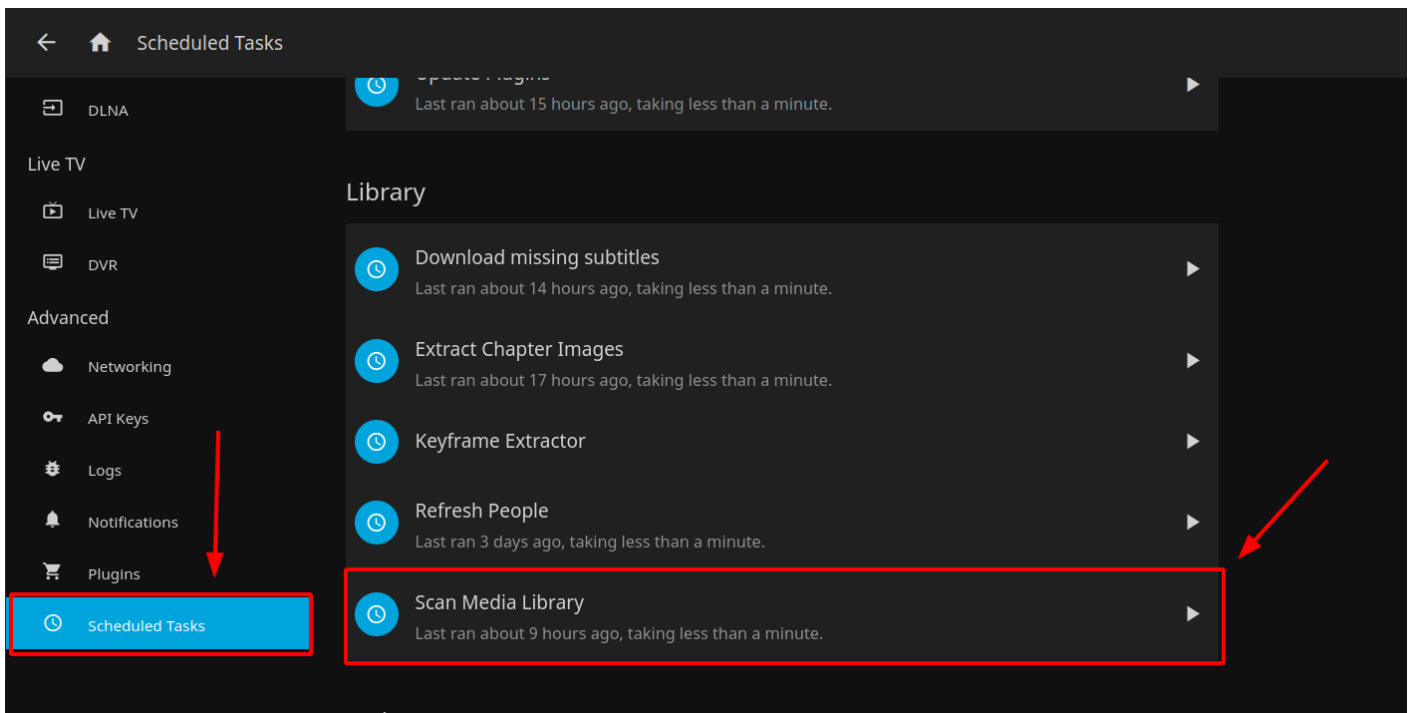 Scheduled Tasks
DLNA
Live TV
Live TV
DVR
Advanced
Networking
API Keys
Logs
Notifications
Plugins
Scheduled Tasks
Update Plugins
Last ran about 15 hours ago, taking less than a minute.
Library
Download missing subtitles
Last ran about 14 hours ago, taking less than a minute.
Extract Chapter Images
Last ran about 17 hours ago, taking less than a minute.
Keyframe Extractor
Refresh People
Last ran 3 days ago, taking less than a minute.
Scan Media Library
Last ran about 9 hours ago, taking less than a minute.